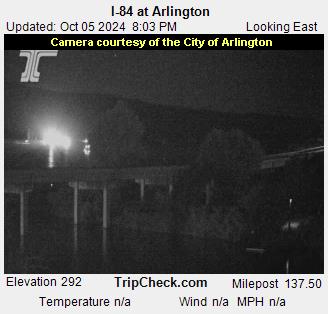 I-84 at Arlington
Updated: Oct 05 2024 8:03 PM Looking East
Camera courtesy of the City of Arlington
Elevation 292 TripCheck.com Milepost 137.50
Temperature n/a Wind n/a MPH n/a